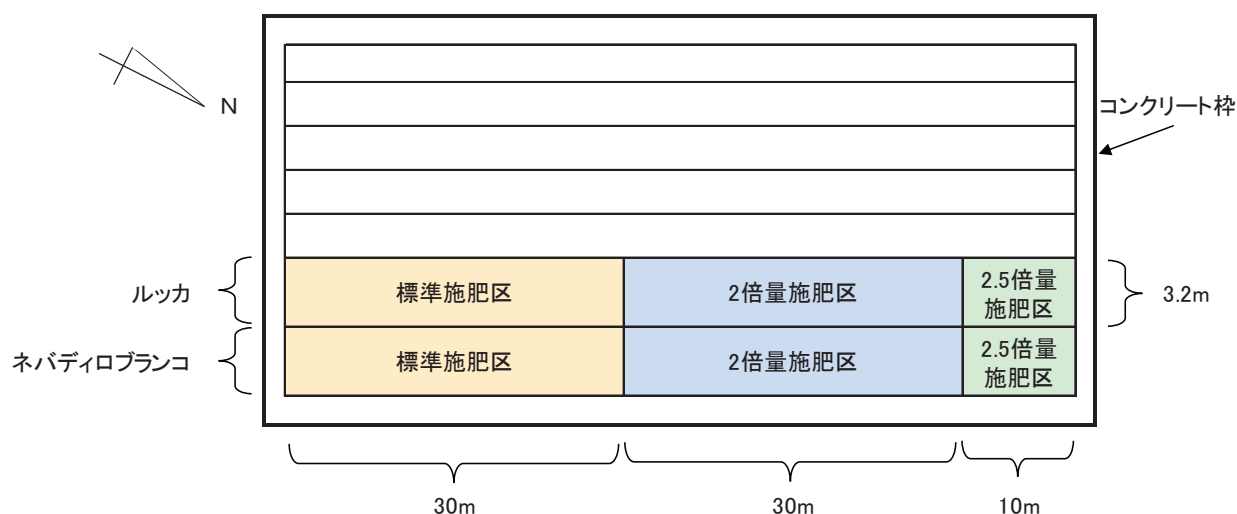 N
コンクリート枠
ルッカ
標準施肥区
2倍量施肥区
2.5倍量
施肥区
3.2m
ネバディロブランコ
標準施肥区
2倍量施肥区
2.5倍量
施肥区
30m
30m
10m